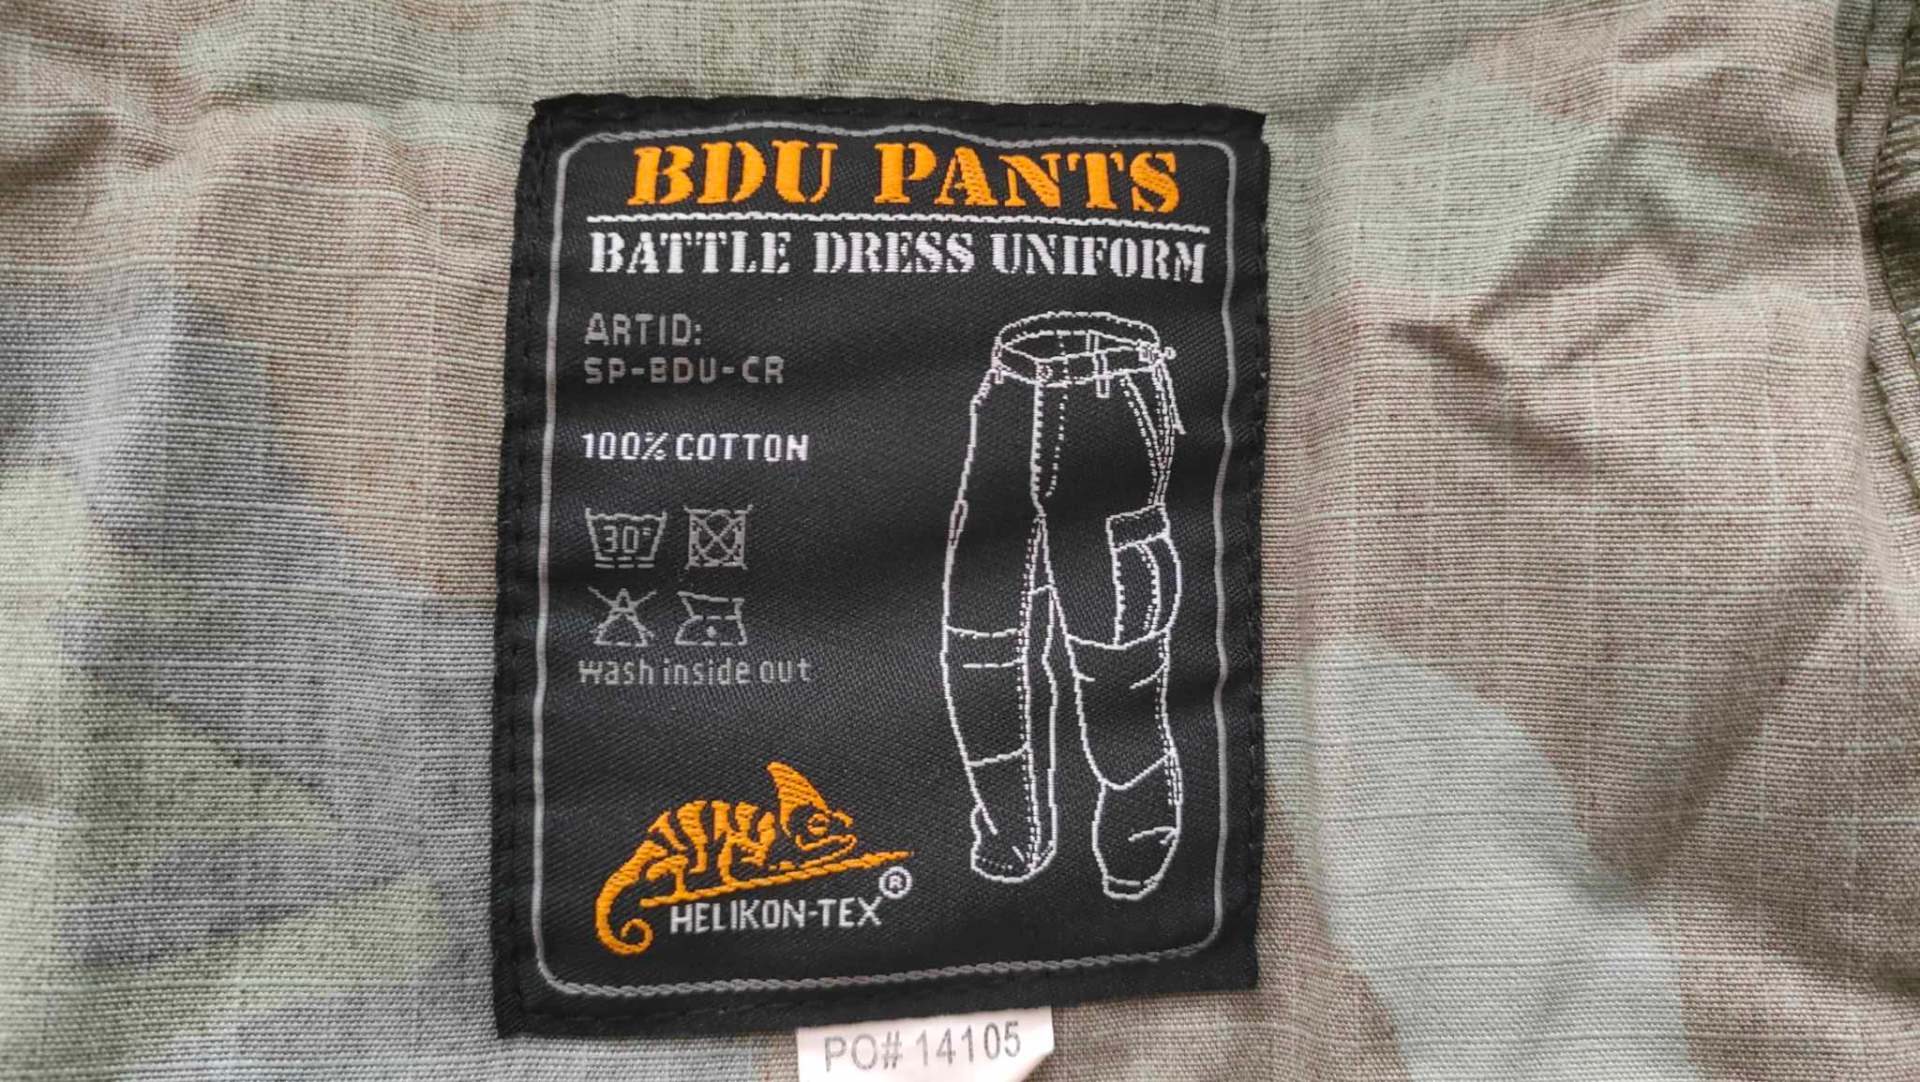 BDU PANTS
BATTLE DRESS UNIFORM
ARTID:
SP-BDU-CR
100% COTTON
30°
wash inside out
HELIKON-TEX®
PO# 14105